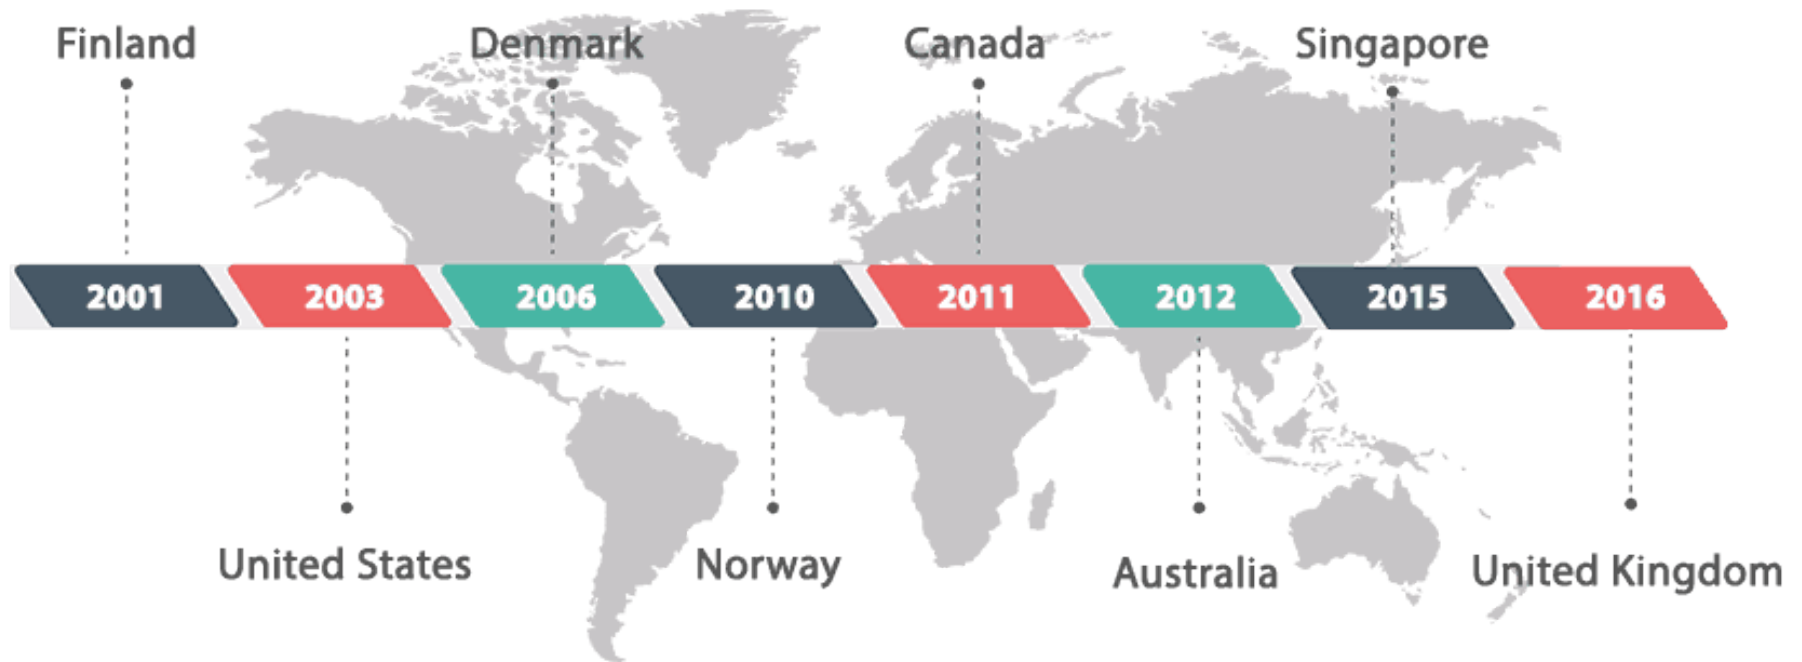 Finland
Denmark
Canada
Singapore
2001
2003
2006
2010
2011
2012
2015
2016
United States
Norway
Australia
United Kingdom